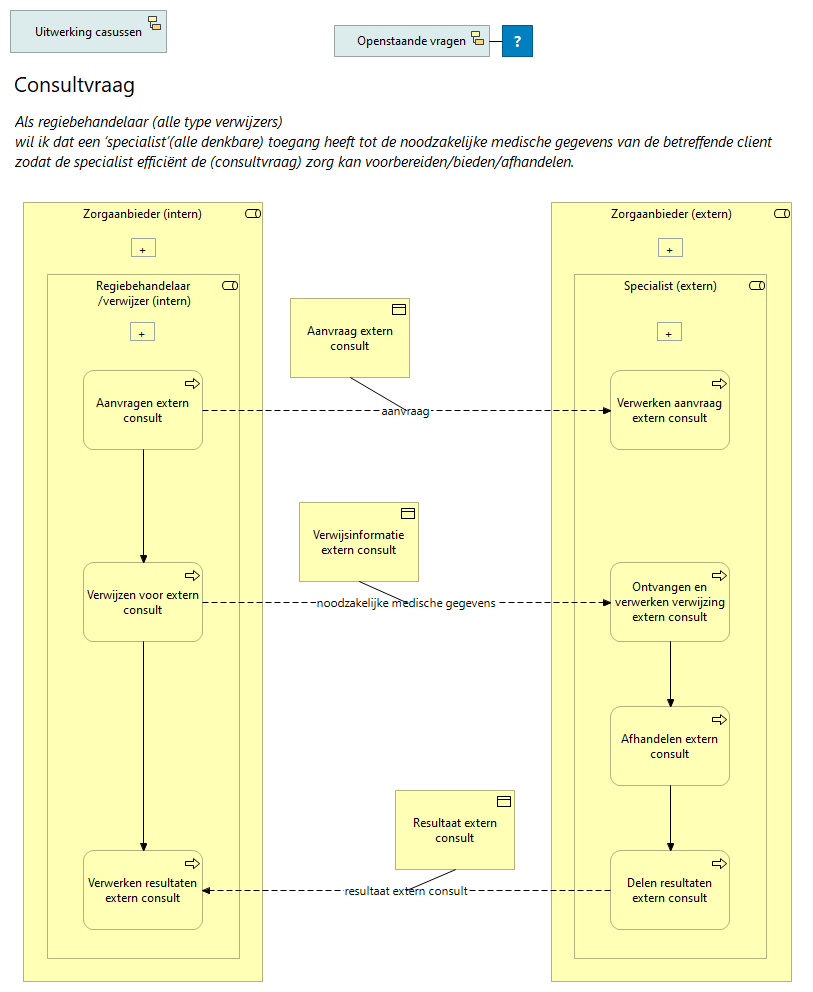 Uitwerking casussen
Openstaande vragen
?
Consultvraag
Als regiebehandelaar (alle type verwijzers)
wil ik dat een ‘specialist’(alle denkbare) toegang heeft tot de noodzakelijke medische gegevens van de betreffende client
zodat de specialist efficiënt de (consultvraag) zorg kan voorbereiden/bieden/afhandelen.
Zorgaanbieder (intern)
Zorgaanbieder (extern)
+
+
Regiebehandelaar
/verwijzer (intern)
Specialist (extern)
+
+
Aanvraag extern
consult
Aanvragen extern
consult
aanvraag
Verwerken aanvraag
extern consult
Verwijsinformatie
extern consult
Verwijzen voor extern
consult
noodzakelijke medische gegevens
Ontvangen en
verwerken verwijzing
extern consult
Afhandelen extern
consult
Resultaat extern
consult
Verwerken resultaten
extern consult
resultaat extern consult
Delen resultaten
extern consult